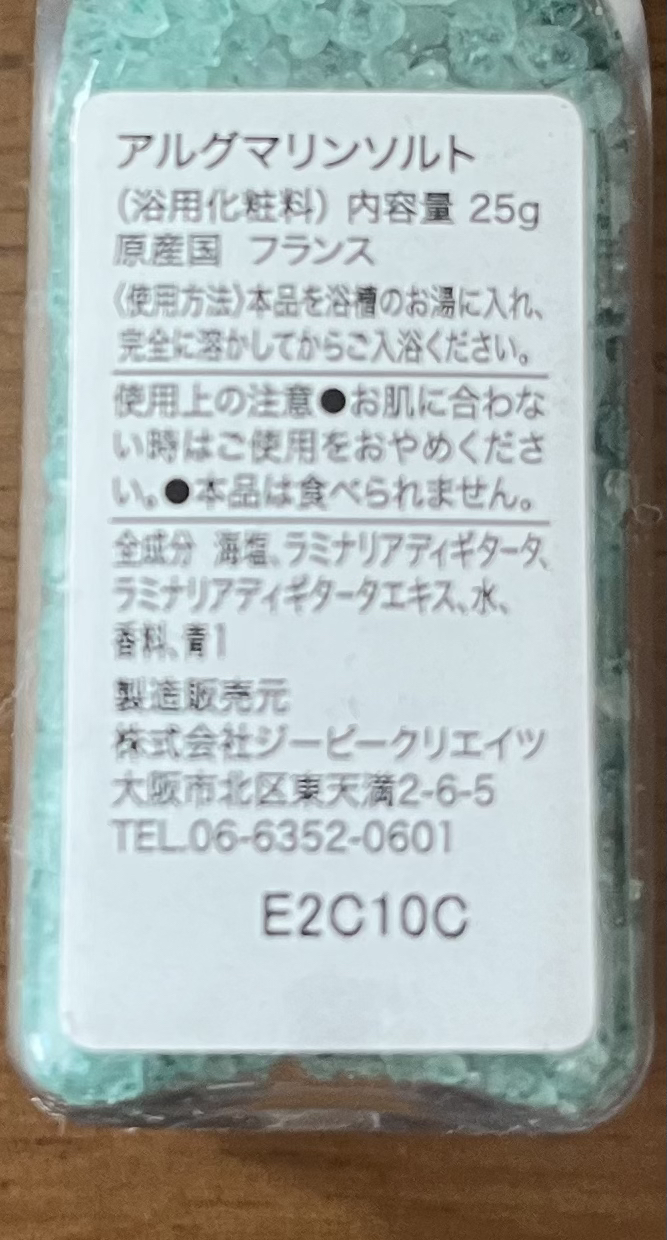 アルグマリンソルト
（浴用化粧料）内容量 25g
原産国　フランス
〈使用方法〉本品を浴槽のお湯に入れ、
完全に溶かしてからご入浴ください。
使用上の注意●お肌に合わな
い時はご使用をおやめくださ
い。●本品は食べられません。
全成分 海塩、ラミナリアディギタータ、
ラミナリアディギタータエキス、水、
香料、青1
製造販売元
株式会社ジーピークリエイツ
大阪市北区東天満2-6-5
TEL.06-6352-0601
E2C10C